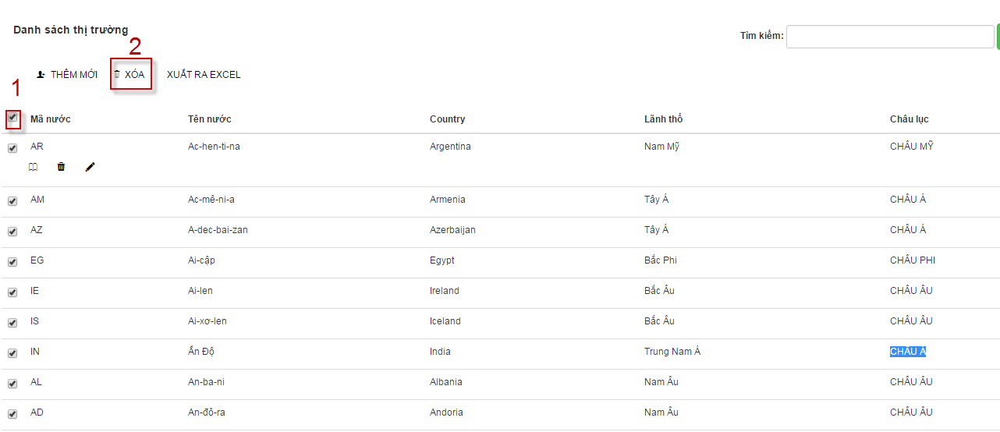 Danh sách thị trường
Tìm kiếm:
2
THÊM MỚI XÓA XUẤT RA EXCEL
1
Mã nước Tên nước Country Lãnh thổ Châu lục
AR Ac-hen-ti-na Argentina Nam Mỹ CHÂU MỸ
AM Ac-mê-ni-a Armenia Tây Á CHÂU Á
AZ A-dec-bai-zan Azerbaijan Tây Á CHÂU Á
EG Ai-cập Egypt Bắc Phi CHÂU PHI
IE Ai-len Ireland Bắc Âu CHÂU ÂU
IS Ai-xơ-len Iceland Bắc Âu CHÂU ÂU
IN Ấn Độ India Trung Nam Á CHÂU Á
AL An-ba-ni Albania Nam Âu CHÂU ÂU
AD An-đô-ra Andoria Nam Âu CHÂU ÂU